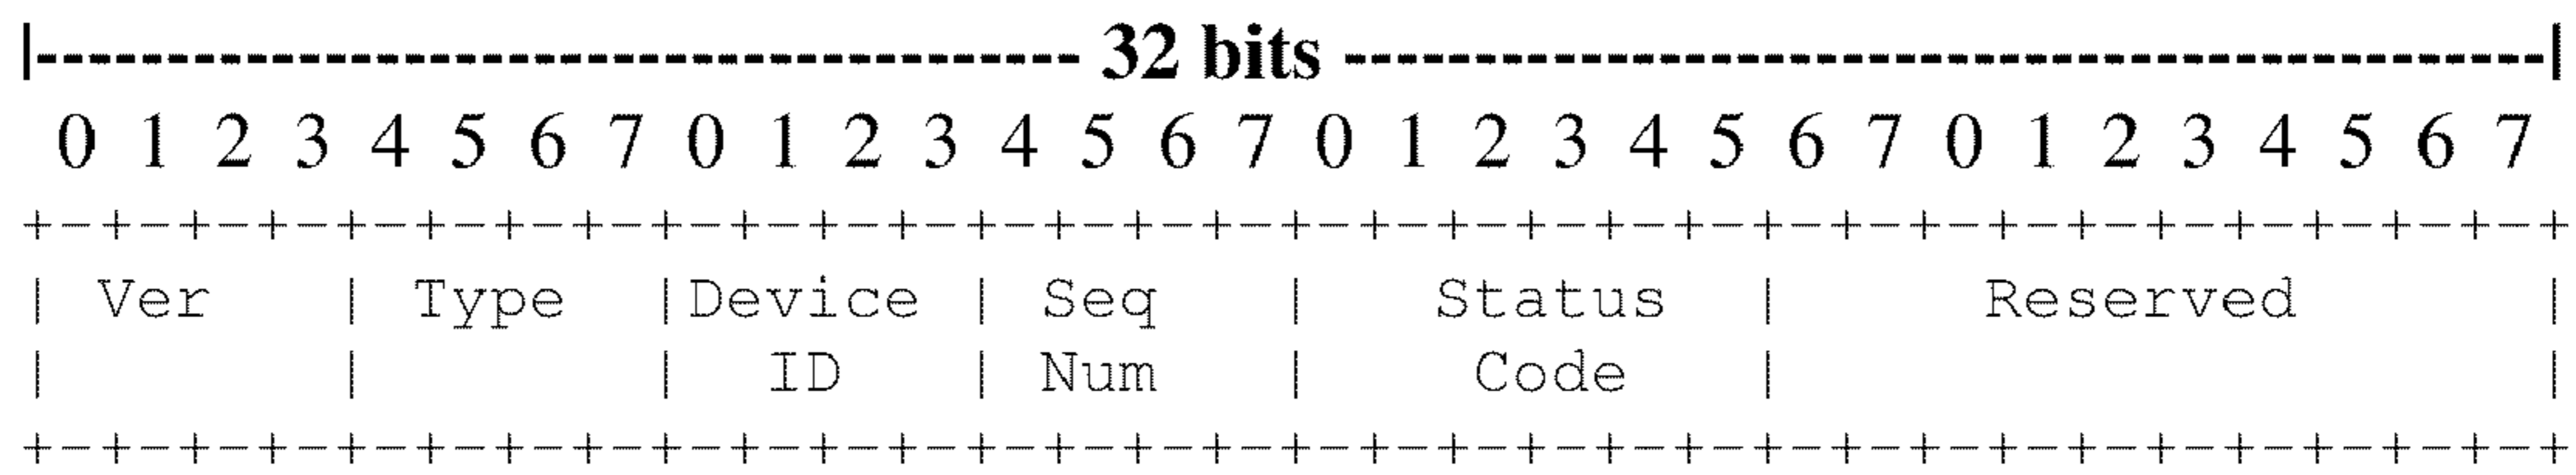 |---------------------------------------- 32 bits ----------------------------------------------|
0 1 2 3 4 5 6 7 0 1 2 3 4 5 6 7 0 1 2 3 4 5 6 7 0 1 2 3 4 5 6 7
+-+-+-+-+-+-+-+-+-+-+-+-+-+-+-+-+-+-+-+-+-+-+-+-+-+-+-+-+-+-+-+-+
| Ver   | Type  |Device | Seq   |   Status  |     Reserved      |
|       |       |  ID   | Num   |    Code   |                   |
+-+-+-+-+-+-+-+-+-+-+-+-+-+-+-+-+-+-+-+-+-+-+-+-+-+-+-+-+-+-+-+-+